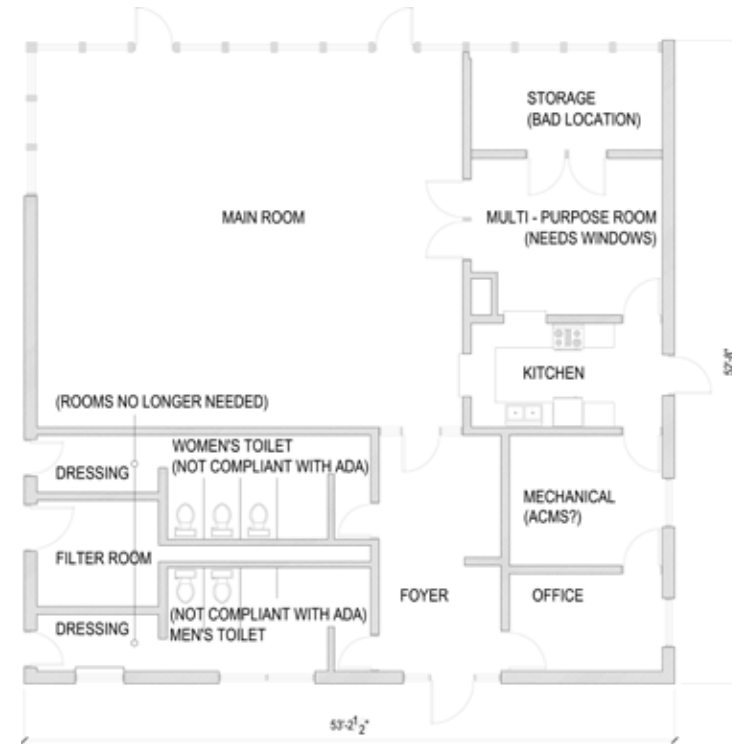 STORAGE
(BAD LOCATION)
MAIN ROOM
MULTI - PURPOSE ROOM
(NEEDS WINDOWS)
KITCHEN
52'-8"
(ROOMS NO LONGER NEEDED)
WOMEN'S TOILET
(NOT COMPLIANT WITH ADA)
DRESSING
MECHANICAL
(ACMS?)
FILTER ROOM
FOYER
OFFICE
(NOT COMPLIANT WITH ADA)
MEN'S TOILET
DRESSING
53'-2 1/2"